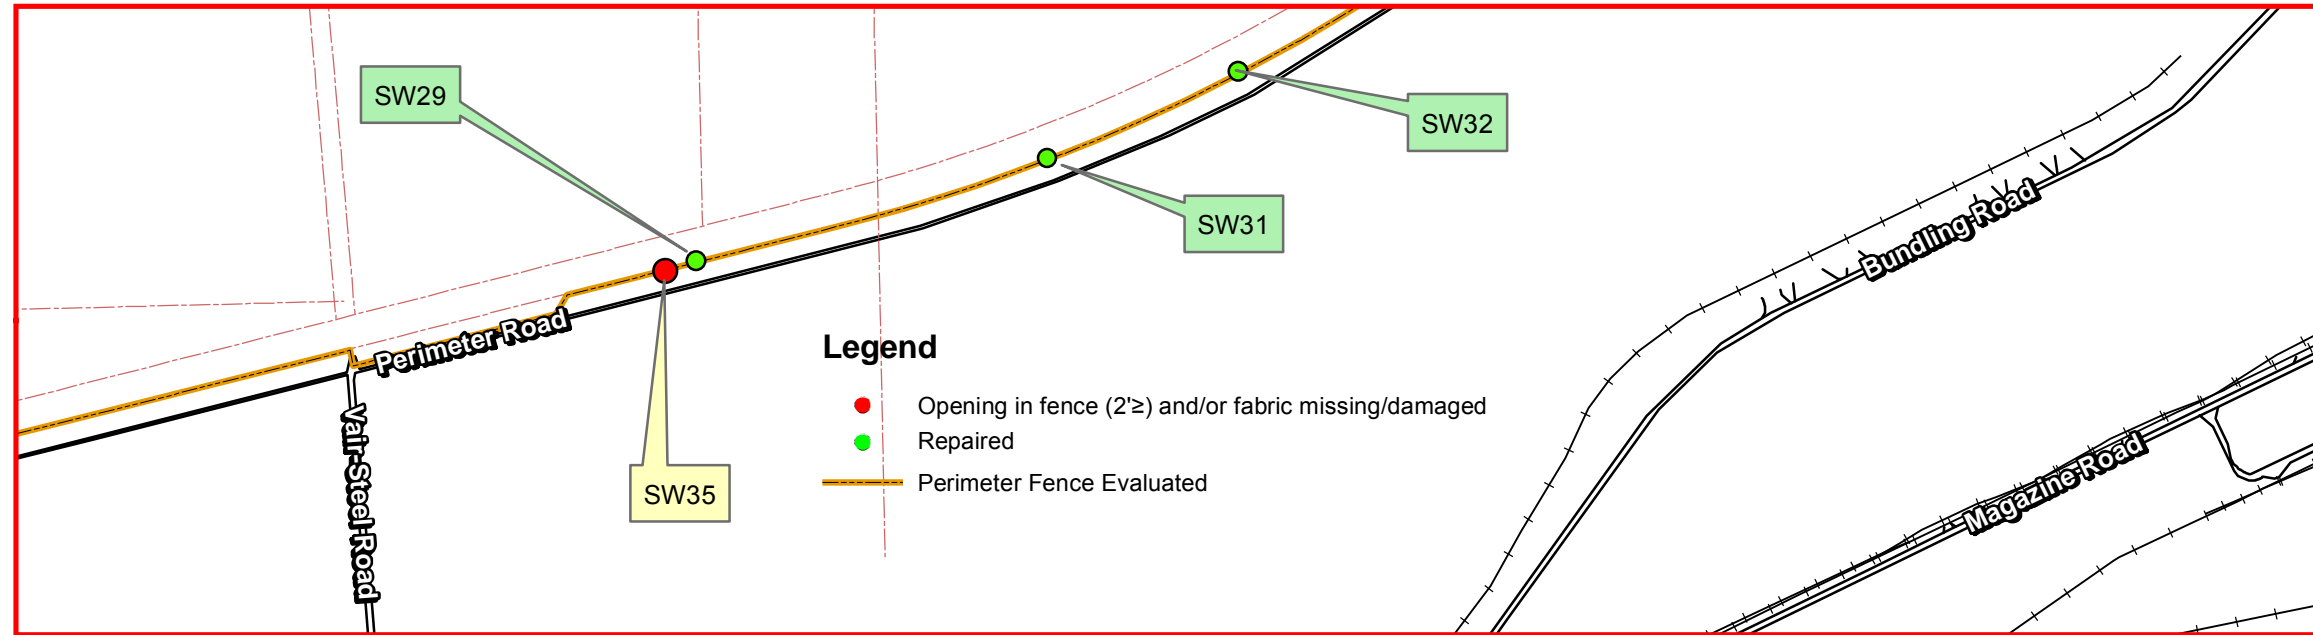 SW29
SW32
SW31
Bundling Road
Perimeter Road
Legend
Opening in fence (2'≥) and/or fabric missing/damaged
Repaired
Perimeter Fence Evaluated
SW35
Vair-Steel Road
Magazine Road